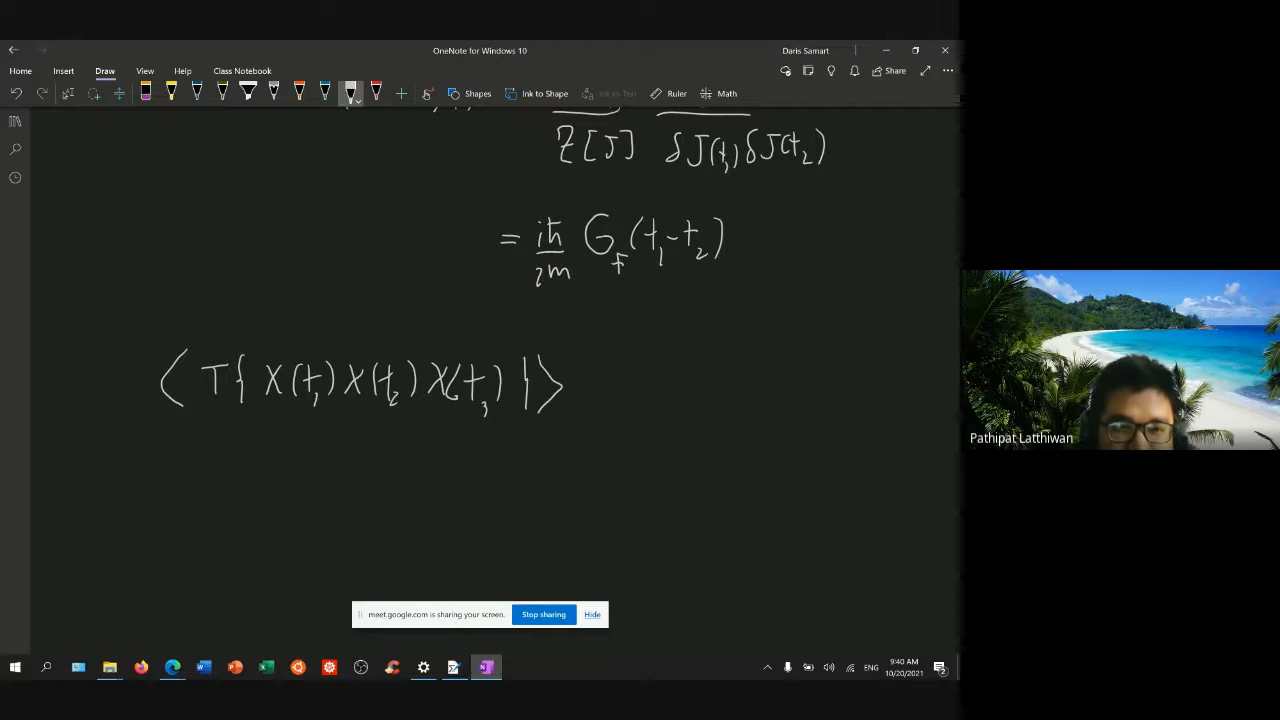 OneNote for Windows 10
Daris Samart
Home Insert Draw View Help Class Notebook
Share
Shapes Ink to Shape Ink to Text Ruler Math
Z[J] δJ(t₁)δJ(t₂)
= iħ/2m G_F(t₁-t₂)
⟨T{X(t₁)X(t₂)X(t₃)}⟩
Pathipat Latthiwan
meet.google.com is sharing your screen. Stop sharing Hide
ENG
9:40 AM
10/20/2021
2